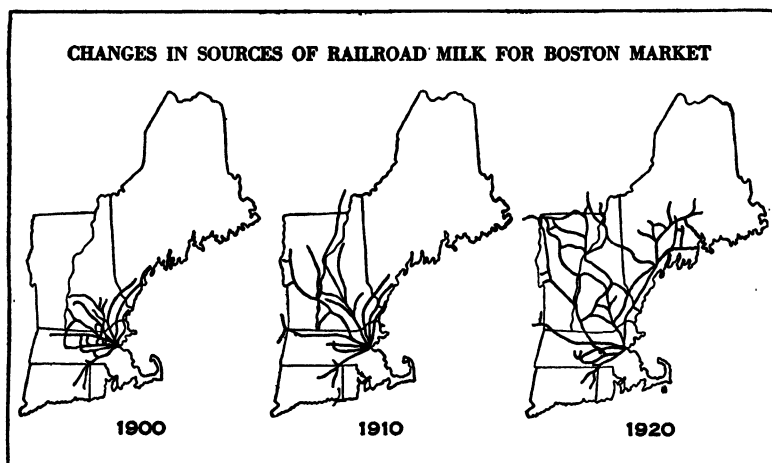 CHANGES IN SOURCES OF RAILROAD MILK FOR BOSTON MARKET
1900
1910
1920